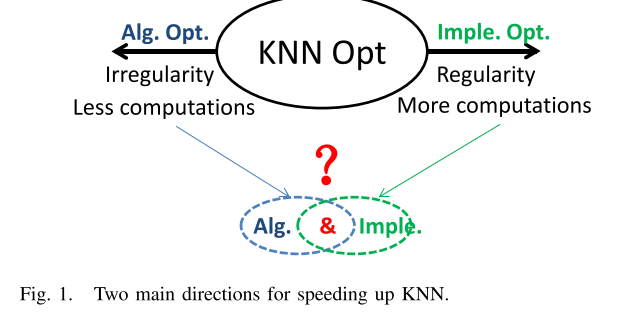 Alg. Opt.
KNN Opt
Imple. Opt.
Irregularity
Regularity
Less computations
More computations
?
Alg. & Imple.
Fig. 1. Two main directions for speeding up KNN.